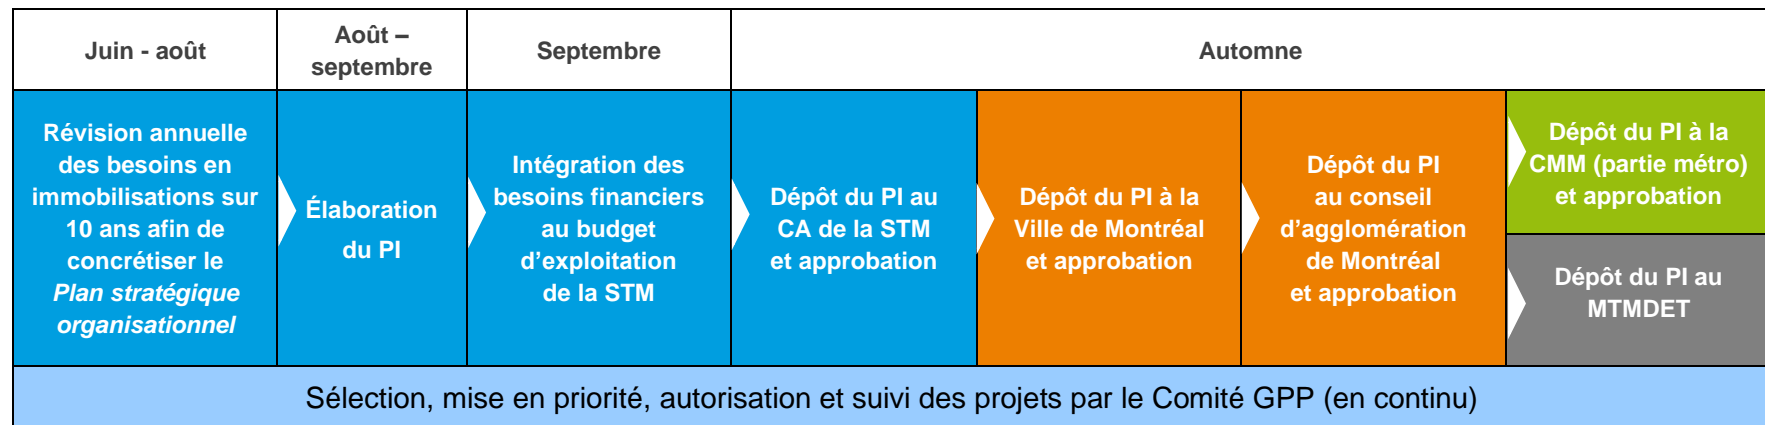 Juin - août
Août –
septembre
Septembre
Automne
Révision annuelle
des besoins en
immobilisations sur
10 ans afin de
concrétiser le
Plan stratégique
organisationnel
Élaboration
du PI
Intégration des
besoins financiers
au budget
d’exploitation
de la STM
Dépôt du PI au
CA de la STM
et approbation
Dépôt du PI à la
Ville de Montréal
et approbation
Dépôt du PI
au conseil
d’agglomération
de Montréal
et approbation
Dépôt du PI à la
CMM (partie métro)
et approbation
Dépôt du PI au
MTMDET
Sélection, mise en priorité, autorisation et suivi des projets par le Comité GPP (en continu)